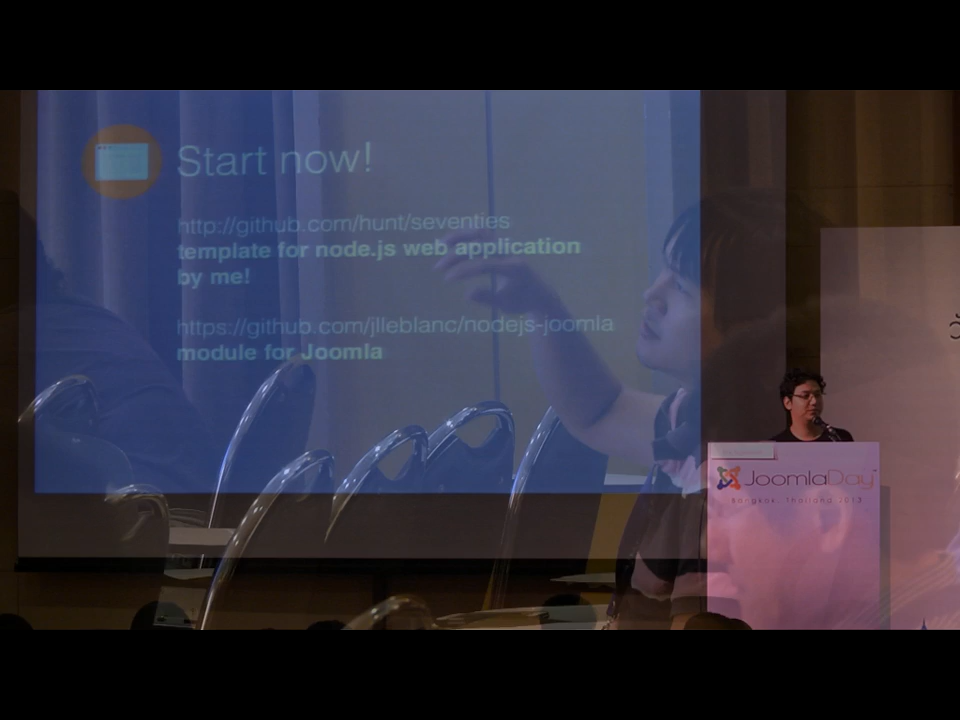 Start now!
http://github.com/hunt/seventies
template for node.js web application
by me!
https://github.com/jlleblanc/nodejs-joomla
module for Joomla
JoomlaDay
Bangkok, Thailand 2013